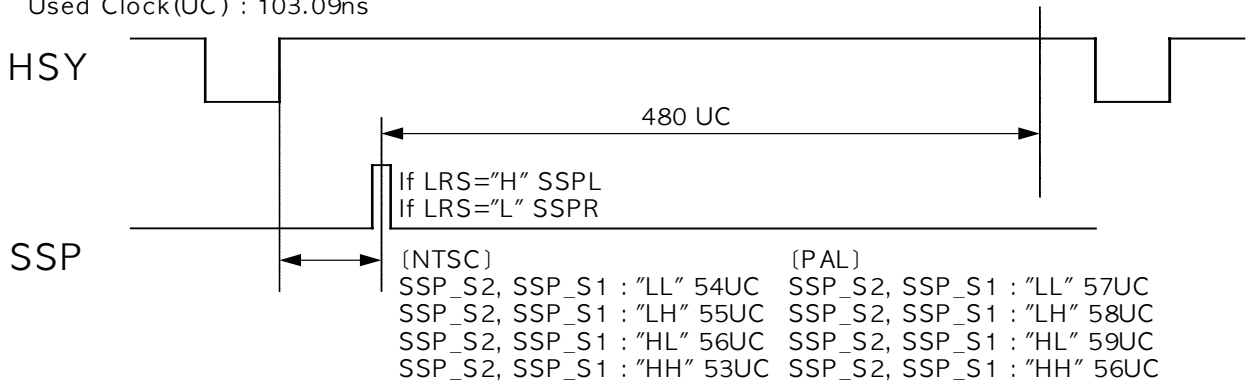 Used Clock(UC) : 103.09ns
HSY
480 UC
If LRS="H" SSPL
If LRS="L" SSPR
SSP
〔NTSC〕 〔PAL〕
SSP_S2, SSP_S1 : "LL" 54UC SSP_S2, SSP_S1 : "LL" 57UC
SSP_S2, SSP_S1 : "LH" 55UC SSP_S2, SSP_S1 : "LH" 58UC
SSP_S2, SSP_S1 : "HL" 56UC SSP_S2, SSP_S1 : "HL" 59UC
SSP_S2, SSP_S1 : "HH" 53UC SSP_S2, SSP_S1 : "HH" 56UC